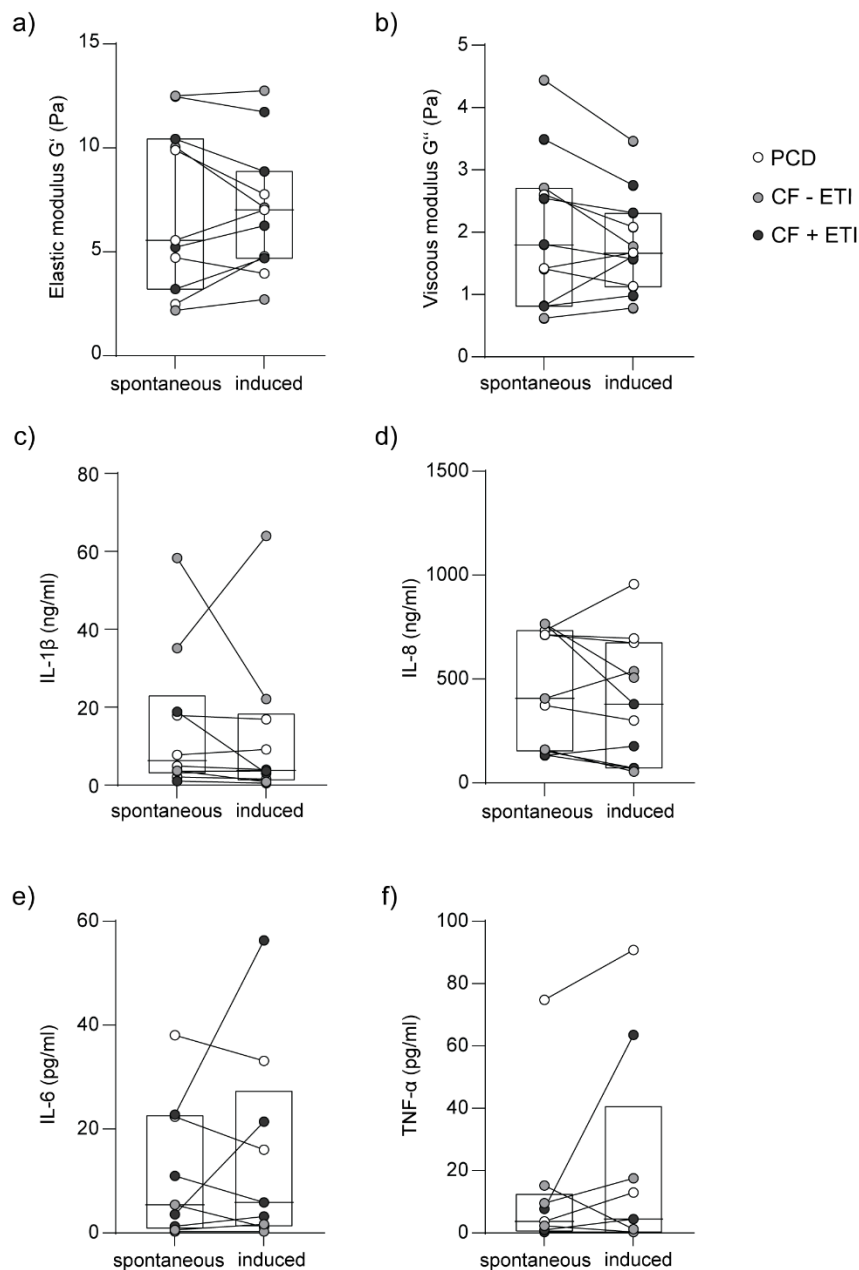 a)
Elastic modulus G‘ (Pa)
15
10
5
0
spontaneous induced
b)
Viscous modulus G“ (Pa)
5
4
3
2
1
0
spontaneous induced
PCD
CF - ETI
CF + ETI
c)
IL-1β (ng/ml)
80
60
40
20
0
spontaneous induced
d)
IL-8 (ng/ml)
1500
1000
500
0
spontaneous induced
e)
IL-6 (pg/ml)
60
40
20
0
spontaneous induced
f)
TNF-α (pg/ml)
100
80
60
40
20
0
spontaneous induced